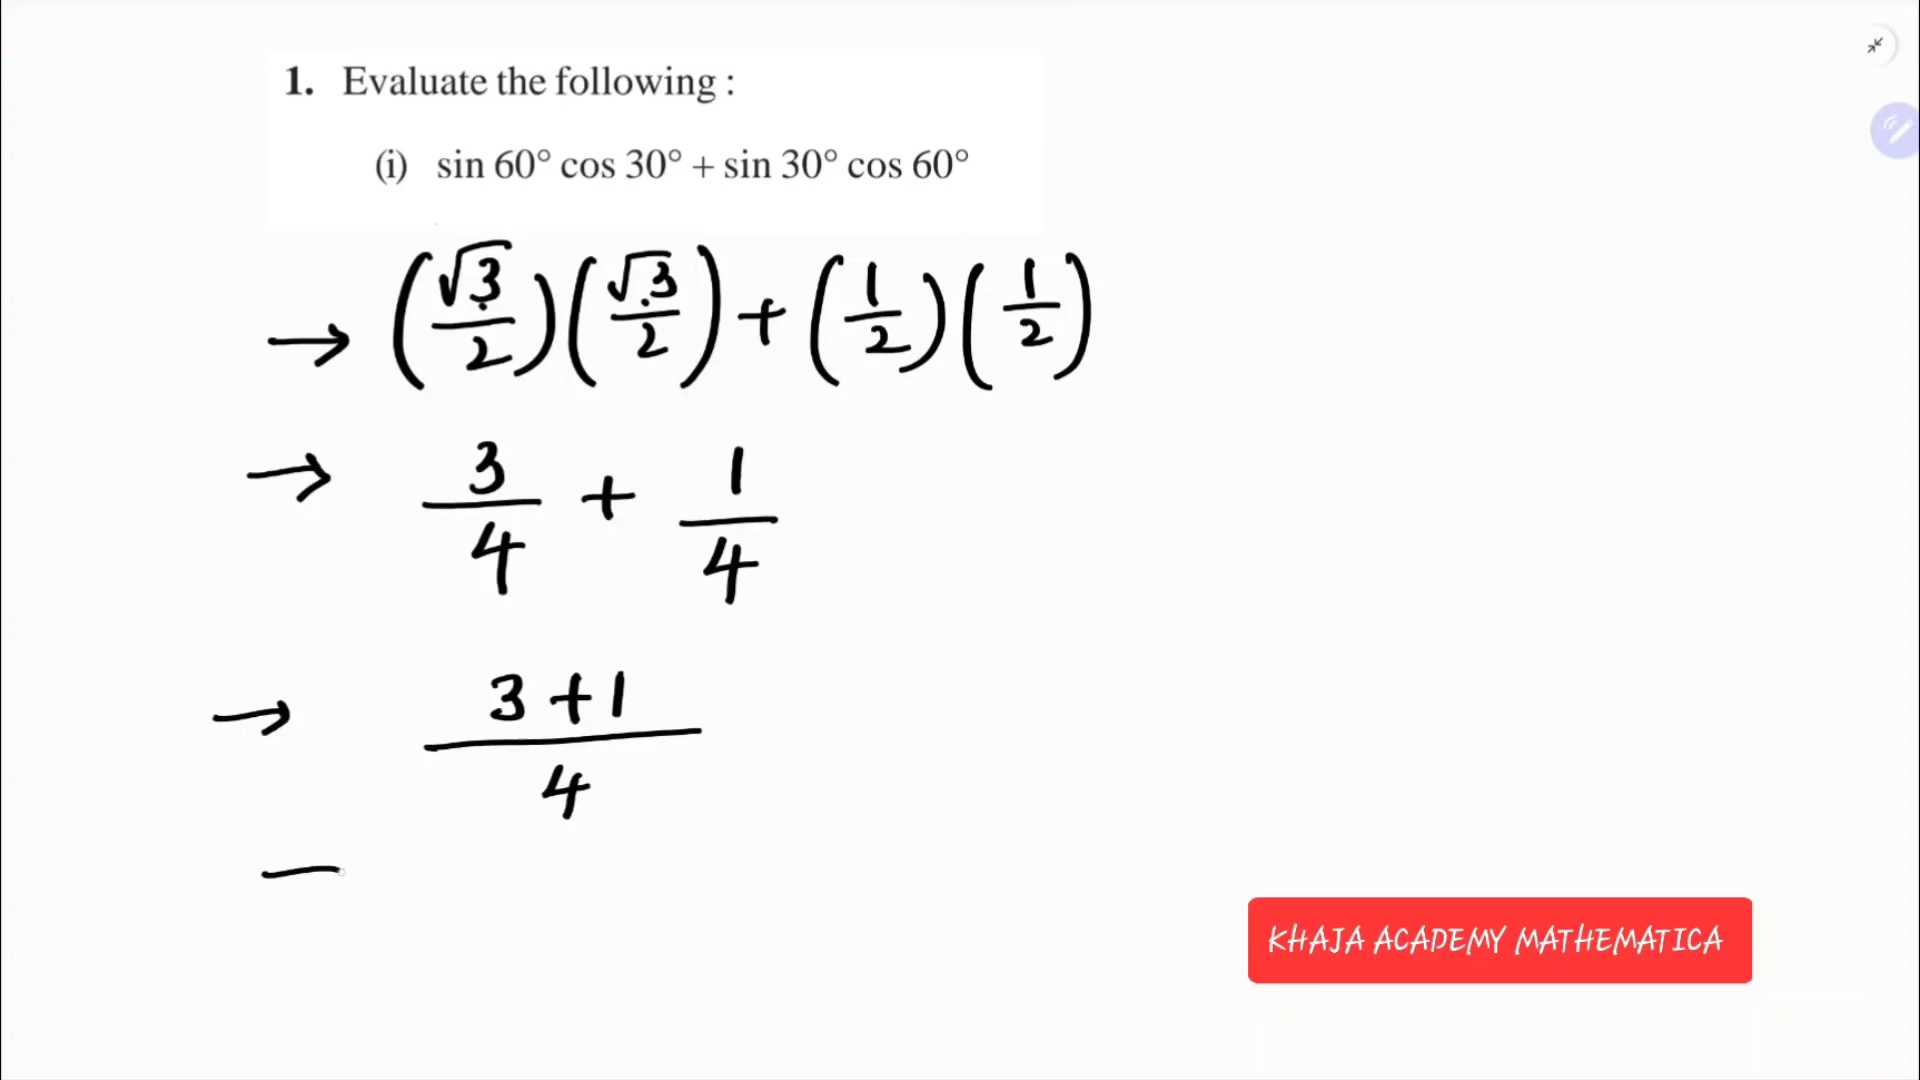 1. Evaluate the following :
(i) sin 60° cos 30° + sin 30° cos 60°
→ (√3/2)(√3/2) + (1/2)(1/2)
→ 3/4 + 1/4
→ 3+1/4
KHAJA ACADEMY MATHEMATICA